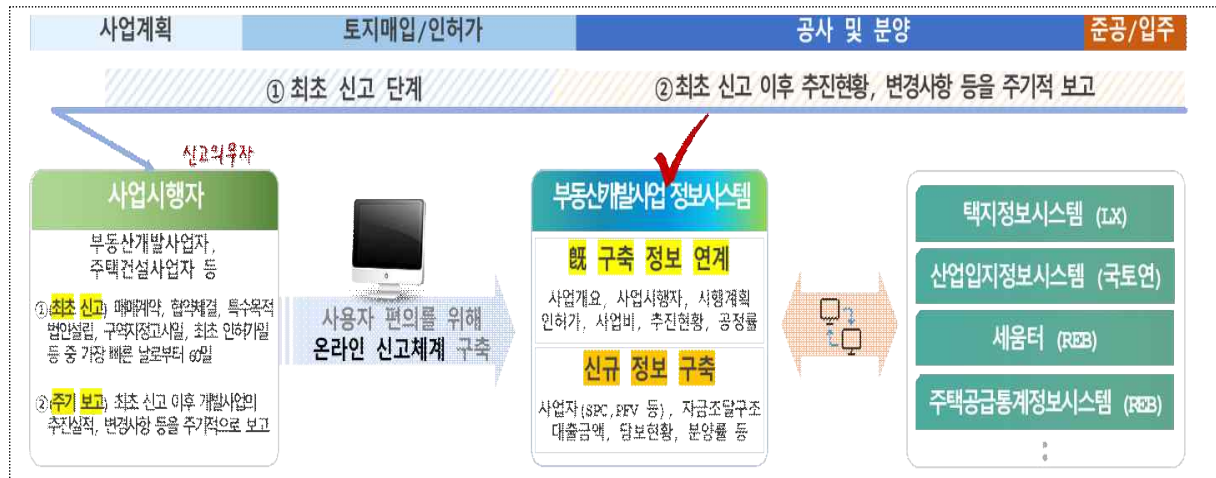 사업계획
토지매입/인허가
공사 및 분양
준공/입주
① 최초 신고 단계
② 최초 신고 이후 추진현황, 변경사항 등을 주기적 보고
신고의무자
사업시행자
부동산개발사업자,
주택건설사업자 등
①(최초 신고) 매매계약, 협약체결, 특수목적
법인설립, 구역지정고시일, 최초 인허가일
등 중 가장 빠른 날로부터 60일
②(주기 보고) 최초 신고 이후 개발사업의
추진실적, 변경사항 등을 주기적으로 보고
사용자 편의를 위해
온라인 신고체계 구축
부동산개발사업 정보시스템
旣 구축 정보 연계
사업개요, 사업시행자, 시행계획
인허가, 사업비, 추진현황, 공정률
신규 정보 구축
사업자(SPC, PFV 등), 자금조달구조
대출금액, 담보현황, 분양률 등
택지정보시스템 (LX)
산업입지정보시스템 (국토연)
세움터 (REB)
주택공급통계정보시스템 (REB)
: